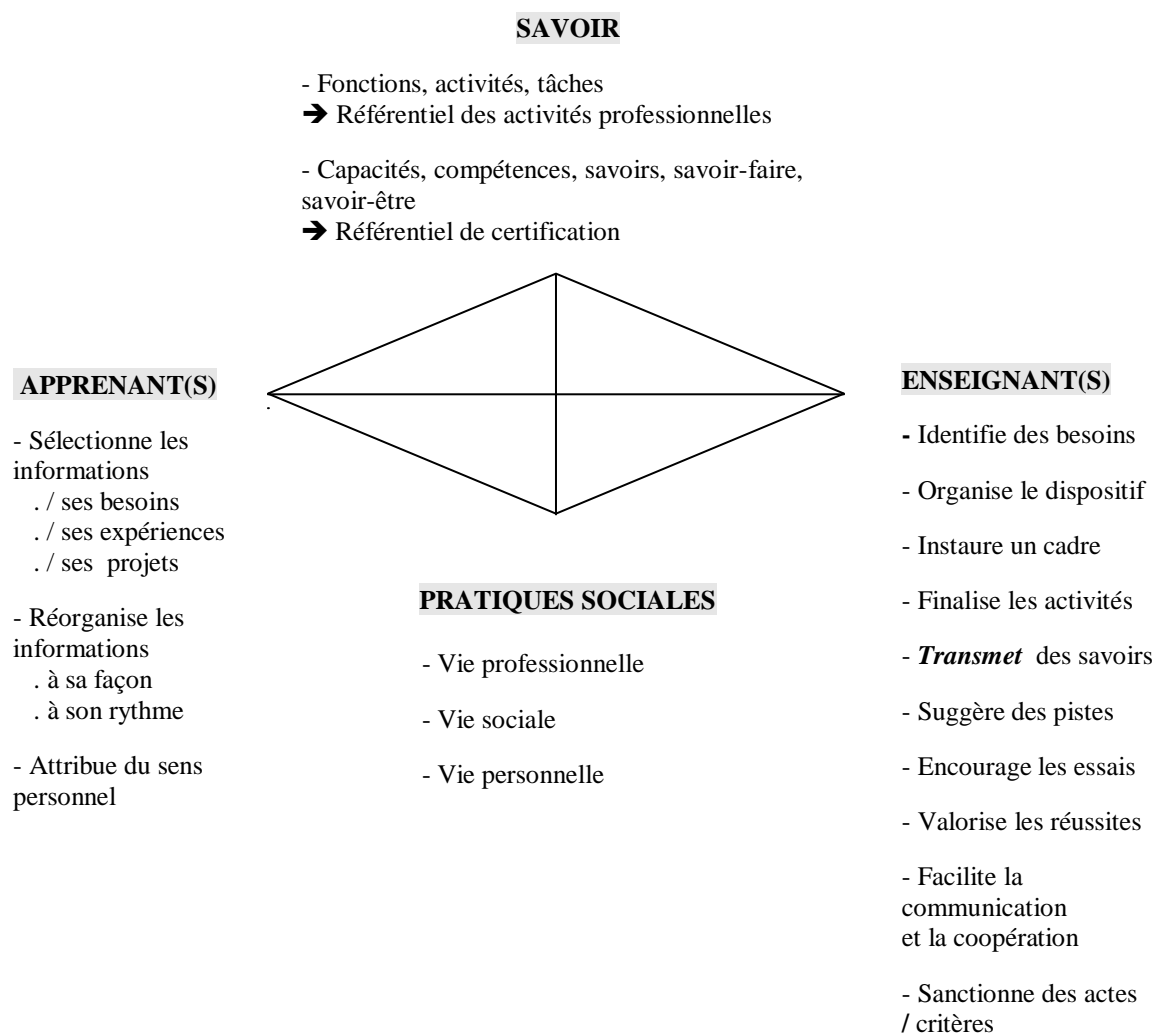 SAVOIR
- Fonctions, activités, tâches
➔ Référentiel des activités professionnelles
- Capacités, compétences, savoirs, savoir-faire,
savoir-être
➔ Référentiel de certification
APPRENANT(S)
- Sélectionne les
informations
. / ses besoins
. / ses expériences
. / ses projets
- Réorganise les
informations
. à sa façon
. à son rythme
- Attribue du sens
personnel
PRATIQUES SOCIALES
- Vie professionnelle
- Vie sociale
- Vie personnelle
ENSEIGNANT(S)
- Identifie des besoins
- Organise le dispositif
- Instaure un cadre
- Finalise les activités
- Transmet des savoirs
- Suggère des pistes
- Encourage les essais
- Valorise les réussites
- Facilite la
communication
et la coopération
- Sanctionne des actes
/ critères